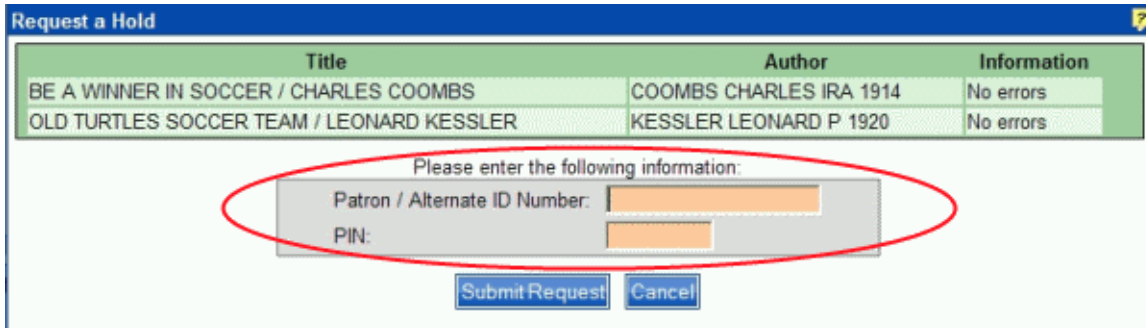 Request a Hold ?
Title Author Information
BE A WINNER IN SOCCER / CHARLES COOMBS COOMBS CHARLES IRA 1914 No errors
OLD TURTLES SOCCER TEAM / LEONARD KESSLER KESSLER LEONARD P 1920 No errors
Please enter the following information:
Patron / Alternate ID Number:
PIN:
Submit Request Cancel